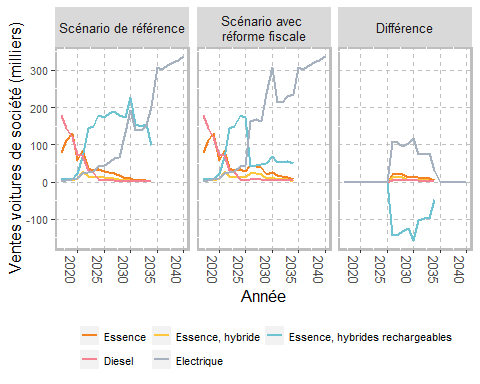 Scénario de référence
Scénario avec
réforme fiscale
Différence
Ventes voitures de société (milliers)
300
200
100
0
-100
2020
2025
2030
2035
2040
2020
2025
2030
2035
2040
2020
2025
2030
2035
2040
Année
Essence
Essence, hybride
Essence, hybrides rechargeables
Diesel
Electrique